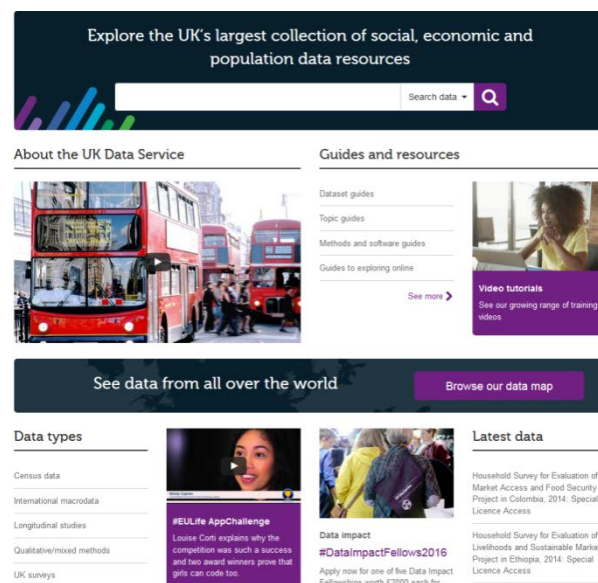 Explore the UK's largest collection of social, economic and
population data resources
Search data
About the UK Data Service
Guides and resources
Dataset guides
Topic guides
Methods and software guides
Guides to exploring online
See more
Video tutorials
See our growing range of training
videos
See data from all over the world
Browse our data map
Data types
Census data
International macrodata
Longitudinal studies
Qualitative/mixed methods
UK surveys
#EULife AppChallenge
Louise Corti explains why the
competition was such a success
and two award winners prove that
girls can code too.
Data impact
#DataImpactFellows2016
Apply now for one of five Data Impact
Fellowships worth £2000 each for
Latest data
Household Survey for Evaluation of
Market Access and Food Security
Project in Colombia, 2014: Special
Licence Access
Household Survey for Evaluation of
Livelihoods and Sustainable Marke
Project in Ethiopia, 2014: Special
Licence Access